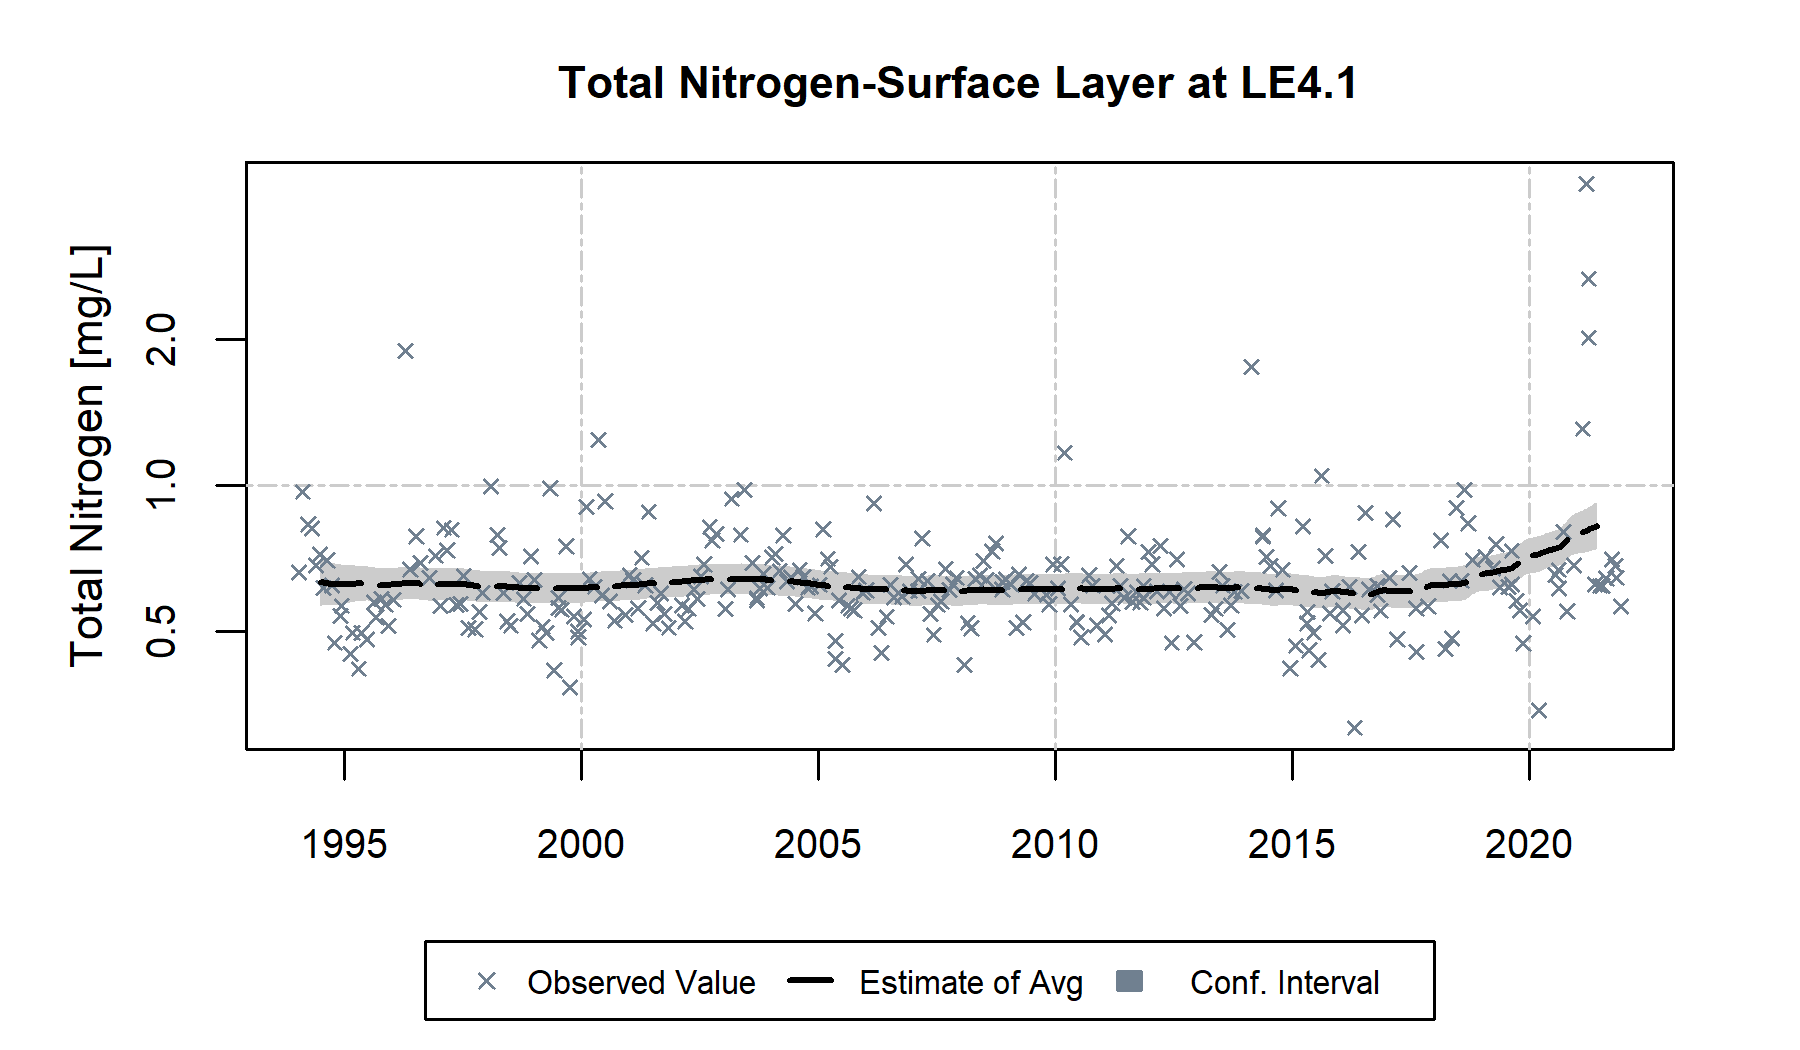 Total Nitrogen-Surface Layer at LE4.1
Total Nitrogen [mg/L]
2.0
1.0
0.5
1995 2000 2005 2010 2015 2020
Observed Value Estimate of Avg Conf. Interval